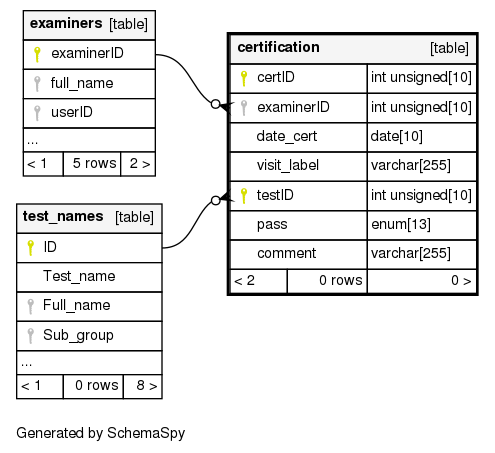 examiners [table]
examinerID
full_name
userID
...
< 1 5 rows 2 >
certification [table]
certID int unsigned[10]
examinerID int unsigned[10]
date_cert date[10]
visit_label varchar[255]
testID int unsigned[10]
pass enum[13]
comment varchar[255]
< 2 0 rows 0 >
test_names [table]
ID
Test_name
Full_name
Sub_group
...
< 1 0 rows 8 >
Generated by SchemaSpy